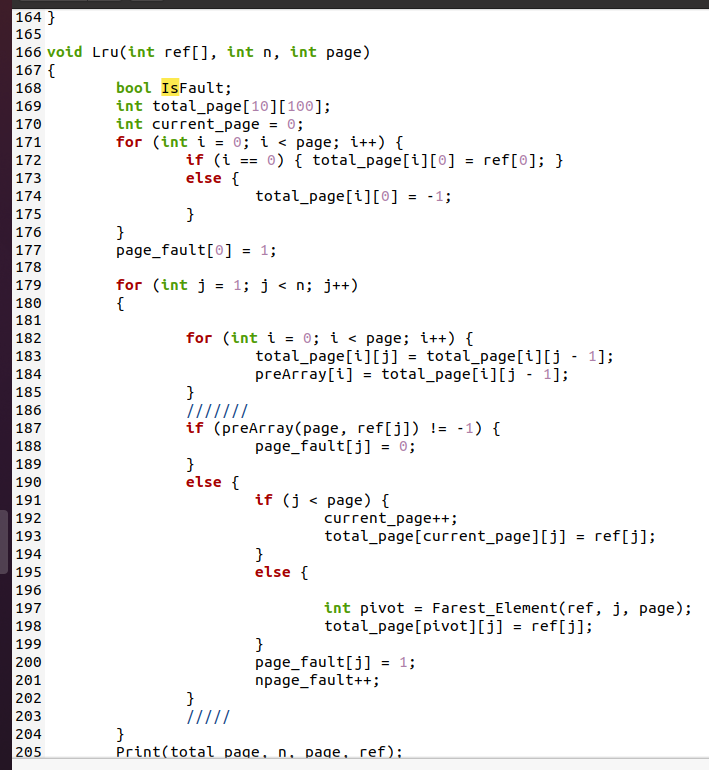 164 }
165
166 void Lru(int ref[], int n, int page)
167 {
168         bool IsFault;
169         int total_page[10][100];
170         int current_page = 0;
171         for (int i = 0; i < page; i++) {
172                 if (i == 0) { total_page[i][0] = ref[0]; }
173                 else {
174                         total_page[i][0] = -1;
175                 }
176         }
177         page_fault[0] = 1;
178
179         for (int j = 1; j < n; j++)
180         {
181
182                 for (int i = 0; i < page; i++) {
183                         total_page[i][j] = total_page[i][j - 1];
184                         preArray[i] = total_page[i][j - 1];
185                 }
186                 ///////
187                 if (preArray(page, ref[j]) != -1) {
188                         page_fault[j] = 0;
189                 }
190                 else {
191                         if (j < page) {
192                                 current_page++;
193                                 total_page[current_page][j] = ref[j];
194                         }
195                         else {
196
197                                 int pivot = Farest_Element(ref, j, page);
198                                 total_page[pivot][j] = ref[j];
199                         }
200                         page_fault[j] = 1;
201                         npage_fault++;
202                 }
203                 /////
204         }
205         Print(total_page, n, page, ref);